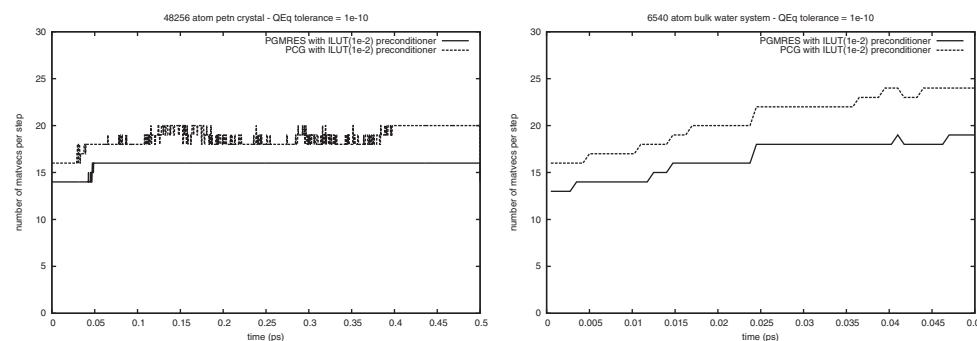 48256 atom petn crystal - QEq tolerance = 1e-10
PGMRES with ILUT(1e-2) preconditioner
PCG with ILUT(1e-2) preconditioner
number of matvecs per step
30
25
20
15
10
5
0
0 0.05 0.1 0.15 0.2 0.25 0.3 0.35 0.4 0.45 0.5
time (ps)
6540 atom bulk water system - QEq tolerance = 1e-10
PGMRES with ILUT(1e-2) preconditioner
PCG with ILUT(1e-2) preconditioner
number of matvecs per step
30
25
20
15
10
5
0
0 0.005 0.01 0.015 0.02 0.025 0.03 0.035 0.04 0.045 0.0
time (ps)